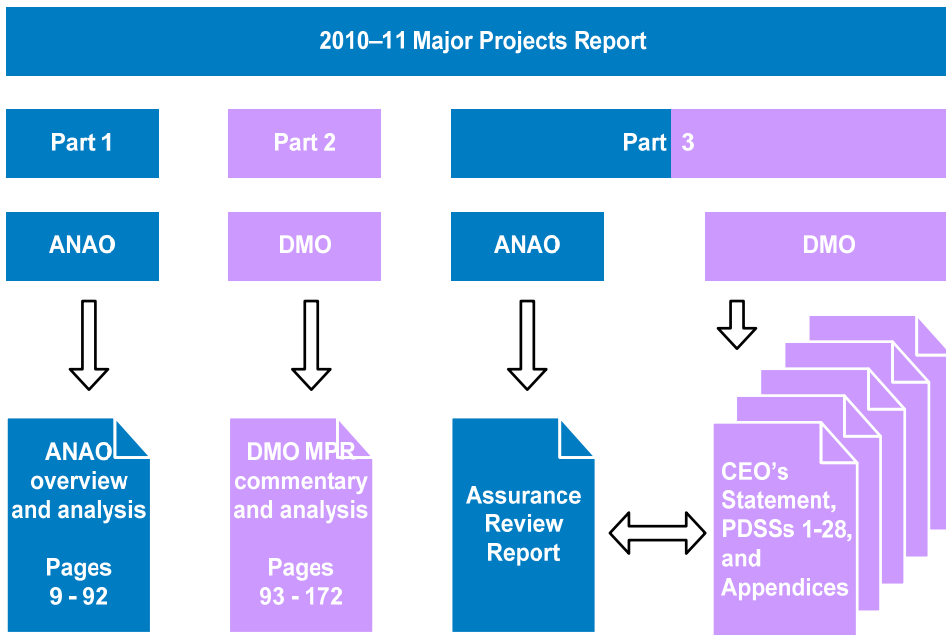 2010–11 Major Projects Report
Part 1
Part 2
Part 3
ANAO
DMO
ANAO
DMO
ANAO
overview
and analysis
Pages
9 - 92
DMO MPR
commentary
and analysis
Pages
93 - 172
Assurance
Review
Report
CEO's
Statement,
PDSSs 1-28,
and
Appendices